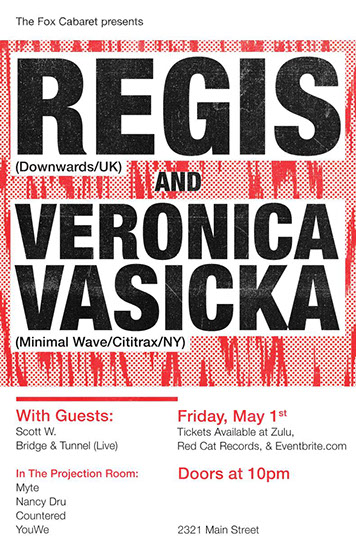 The Fox Cabaret presents
REGIS
(Downwards/UK)
AND
VERONICA
VASICKA
(Minimal Wave/Cititrax/NY)
With Guests:
Scott W.
Bridge & Tunnel (Live)
In The Projection Room:
Myte
Nancy Dru
Countered
YouWe
Friday, May 1st
Tickets Available at Zulu,
Red Cat Records, & Eventbrite.com
Doors at 10pm
2321 Main Street